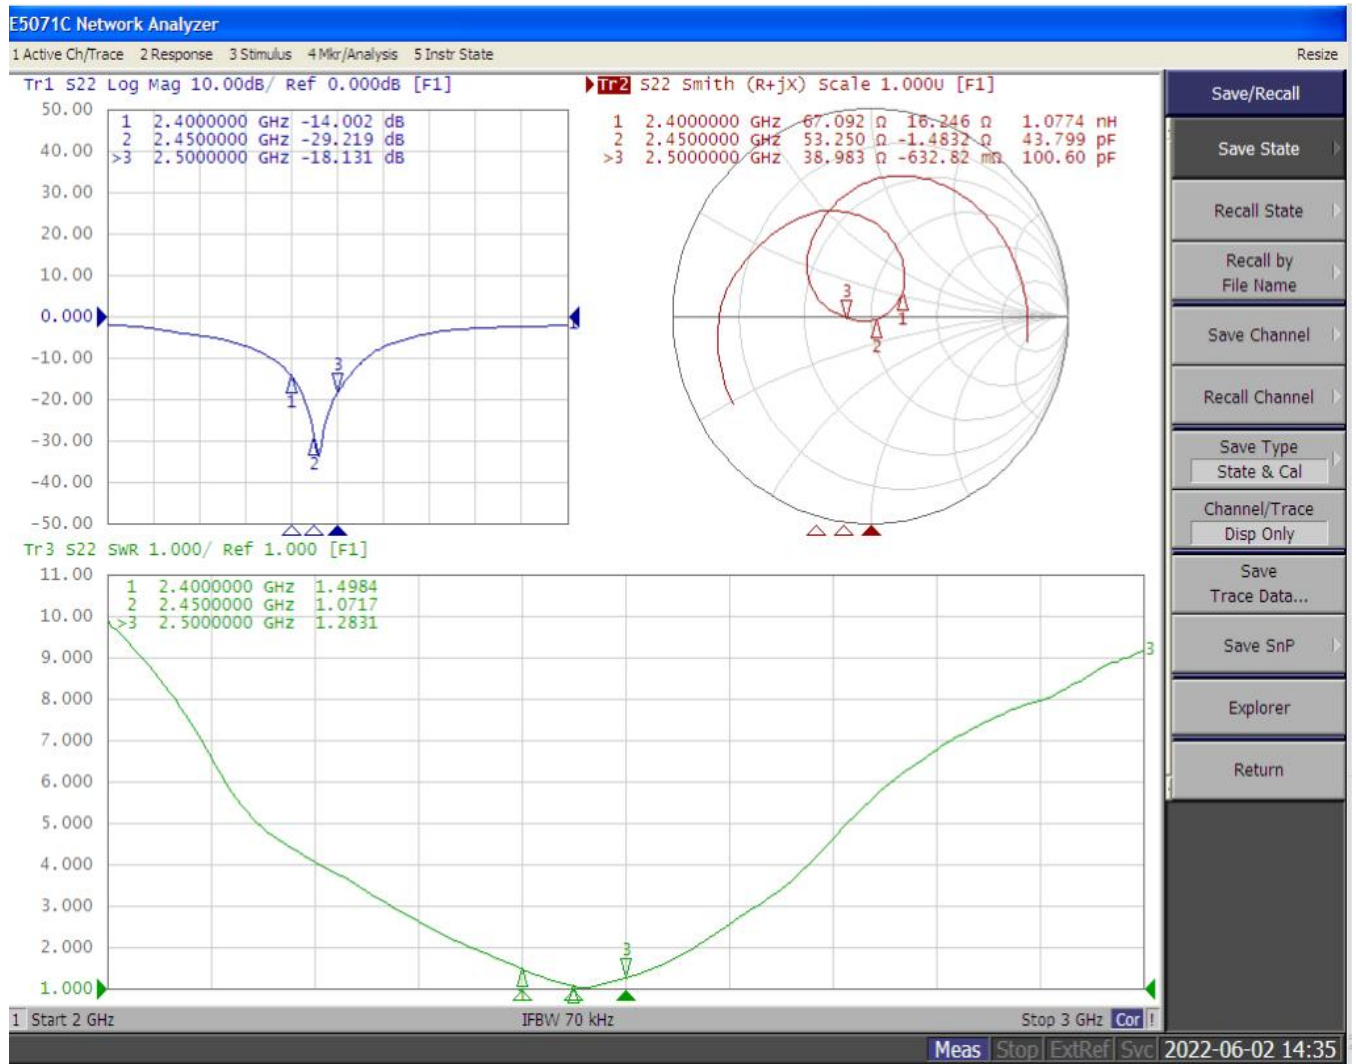 E5071C Network Analyzer
1 Active Ch/Trace 2 Response 3 Stimulus 4 Mkr/Analysis 5 Instr State Resize
Tr1 S22 Log Mag 10.00dB/ Ref 0.000dB [F1]
50.00
1 2.4000000 GHz -14.002 dB
2 2.4500000 GHz -29.219 dB
>3 2.5000000 GHz -18.131 dB
40.00
30.00
20.00
10.00
0.000
-10.00
-20.00
-30.00
-40.00
-50.00
1
3
1
2
Tr2 S22 Smith (R+jX) Scale 1.000U [F1]
1 2.4000000 GHz 67.092 Ω 16.246 Ω 1.0774 nH
2 2.4500000 GHz 53.250 Ω -1.4832 Ω 43.799 pF
>3 2.5000000 GHz 38.983 Ω -632.82 mΩ 100.60 pF
3
1
2
Tr3 S22 SWR 1.000/ Ref 1.000 [F1]
11.00
1 2.4000000 GHz 1.4984
2 2.4500000 GHz 1.0717
>3 2.5000000 GHz 1.2831
10.00
9.000
8.000
7.000
6.000
5.000
4.000
3.000
2.000
1.000
3
3
1 Start 2 GHz IFBW 70 kHz Stop 3 GHz Cor !
Meas Stop ExtRef Svc 2022-06-02 14:35
Save/Recall
Save State
Recall State
Recall by
File Name
Save Channel
Recall Channel
Save Type
State & Cal
Channel/Trace
Disp Only
Save
Trace Data...
Save SnP
Explorer
Return